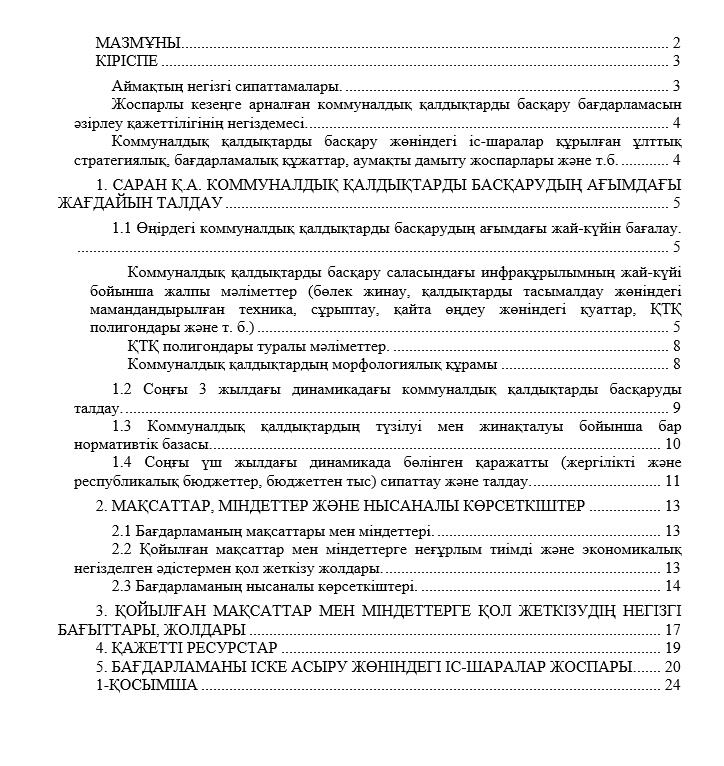 МАЗМҰНЫ 2
КІРІСПЕ 3
Аймақтың негізгі сипаттамалары. 3
Жоспарлы кезеңге арналған коммуналдық қалдықтарды басқару бағдарламасын
әзірлеу қажеттілігінің негіздемесі. 4
Коммуналдық қалдықтарды басқару жөніндегі іс-шаралар құрылған ұлттық
стратегиялық, бағдарламалық құжаттар, аумақты дамыту жоспарлары және т.б. 4
1. САРАН Қ.А. КОММУНАЛДЫҚ ҚАЛДЫҚТАРДЫ БАСҚАРУДЫҢ АҒЫМДАҒЫ
ЖАҒДАЙЫН ТАЛДАУ 5
1.1 Өңірдегі коммуналдық қалдықтарды басқарудың ағымдағы жай-күйін бағалау.
5
Коммуналдық қалдықтарды басқару саласындағы инфрақұрылымның жай-күйі
бойынша жалпы мәліметтер (бөлек жинау, қалдықтарды тасымалдау жөніндегі
мамандандырылған техника, сұрыптау, қайта өңдеу жөніндегі қуаттар, ҚТҚ
полигондары және т. б.) 5
ҚТҚ полигондары туралы мәліметтер. 8
Коммуналдық қалдықтардың морфологиялық құрамы 8
1.2 Соңғы 3 жылдағы динамикадағы коммуналдық қалдықтарды басқаруды
талдау. 9
1.3 Коммуналдық қалдықтардың түзілуі мен жинақталуы бойынша бар
нормативтік базасы. 10
1.4 Соңғы үш жылдағы динамикада бөлінген қаражатты (жергілікті және
республикалық бюджеттер, бюджеттен тыс) сипаттау және талдау. 11
2. МАҚСАТТАР, МІНДЕТТЕР ЖӘНЕ НЫСАНАЛЫ КӨРСЕТКІШТЕР 13
2.1 Бағдарламаның мақсаттары мен міндеттері. 13
2.2 Қойылған мақсаттар мен міндеттерге неғұрлым тиімді және экономикалық
негізделген әдістермен қол жеткізу жолдары. 13
2.3 Бағдарламаның нысаналы көрсеткіштері. 14
3. ҚОЙЫЛҒАН МАҚСАТТАР МЕН МІНДЕТТЕРГЕ ҚОЛ ЖЕТКІЗУДІҢ НЕГІЗГІ
БАҒЫТТАРЫ, ЖОЛДАРЫ 17
4. ҚАЖЕТТІ РЕСУРСТАР 19
5. БАҒДАРЛАМАНЫ ІСКЕ АСЫРУ ЖӨНІНДЕГІ ІС-ШАРАЛАР ЖОСПАРЫ 20
1-ҚОСЫМША 24